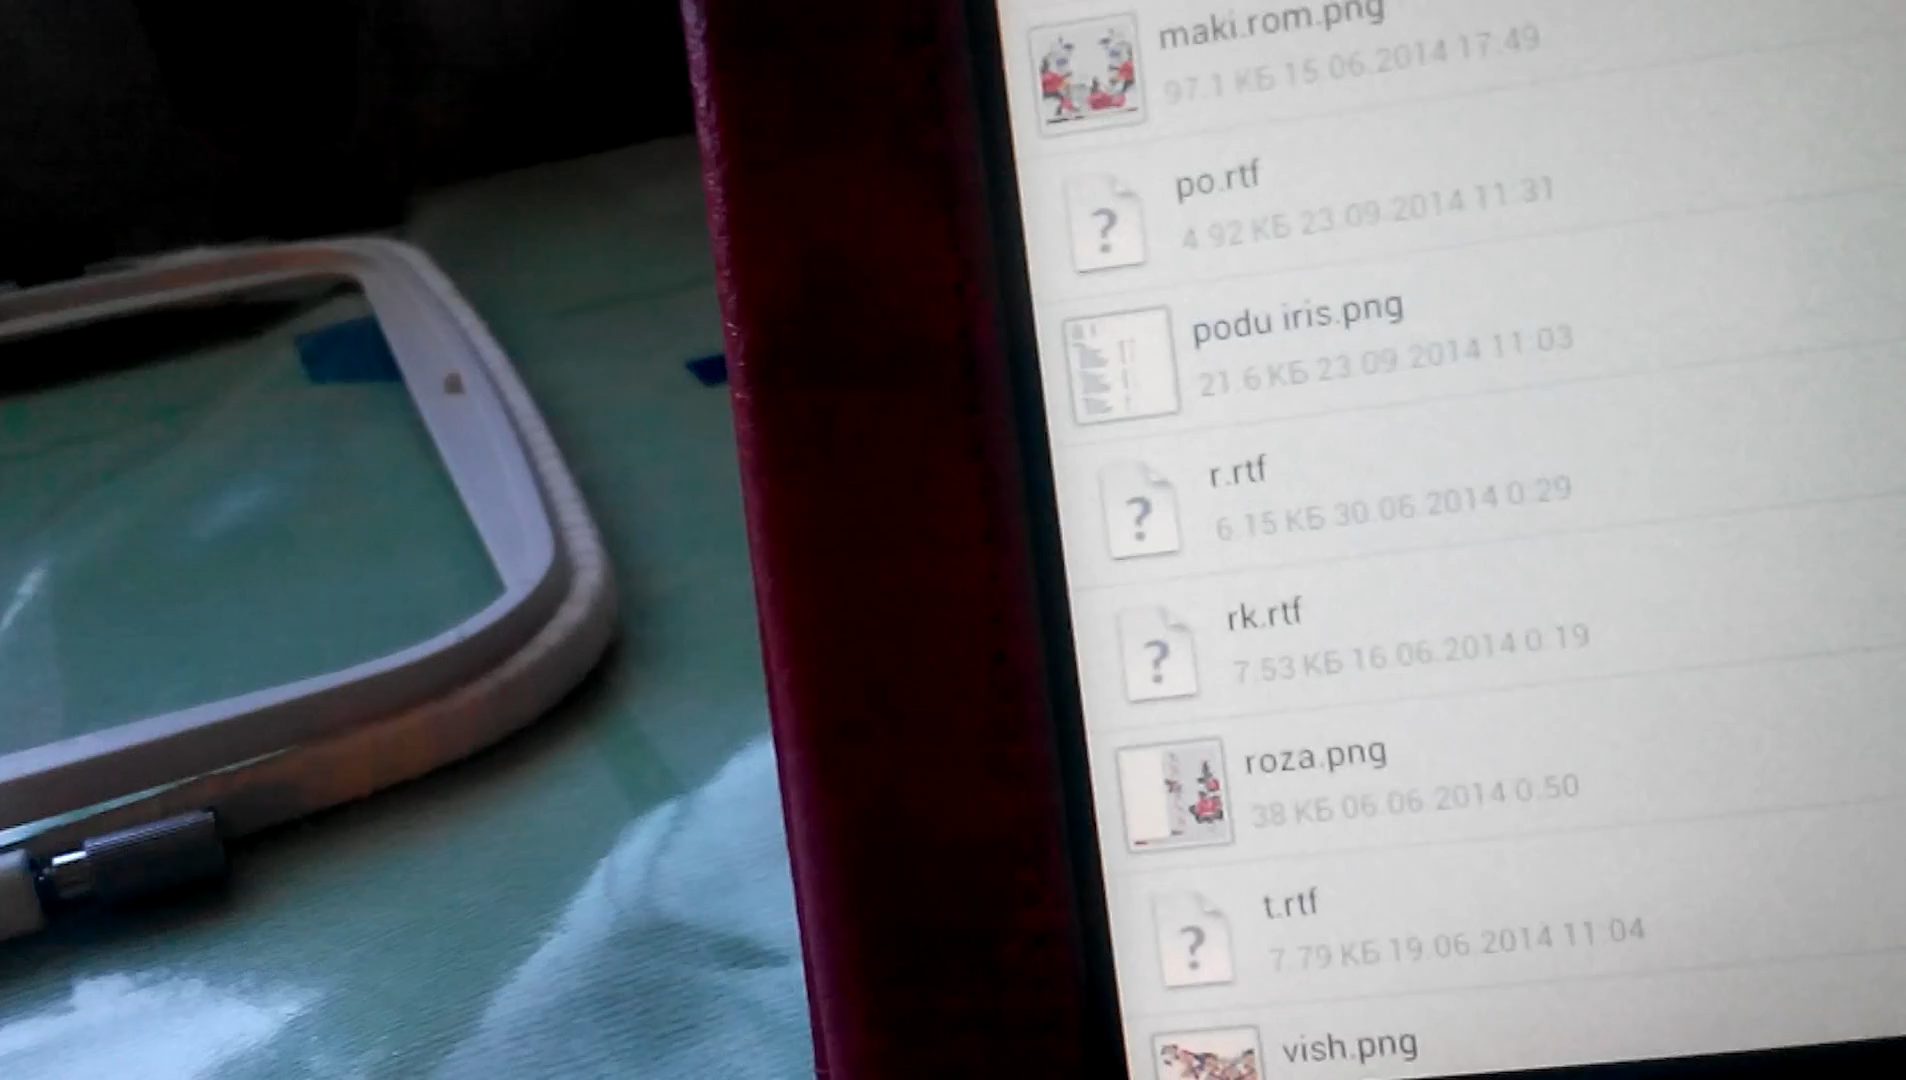 maki.rom.png
97.1 КБ 15.06.2014 17:49
po.rtf
4.92 КБ 23.09.2014 11:31
podu iris.png
21.6 КБ 23.09.2014 11:03
r.rtf
6.15 КБ 30.06.2014 0:29
rk.rtf
7.53 КБ 16.06.2014 0:19
roza.png
38 КБ 06.06.2014 0:50
t.rtf
7.79 КБ 19.06.2014 11:04
vish.png